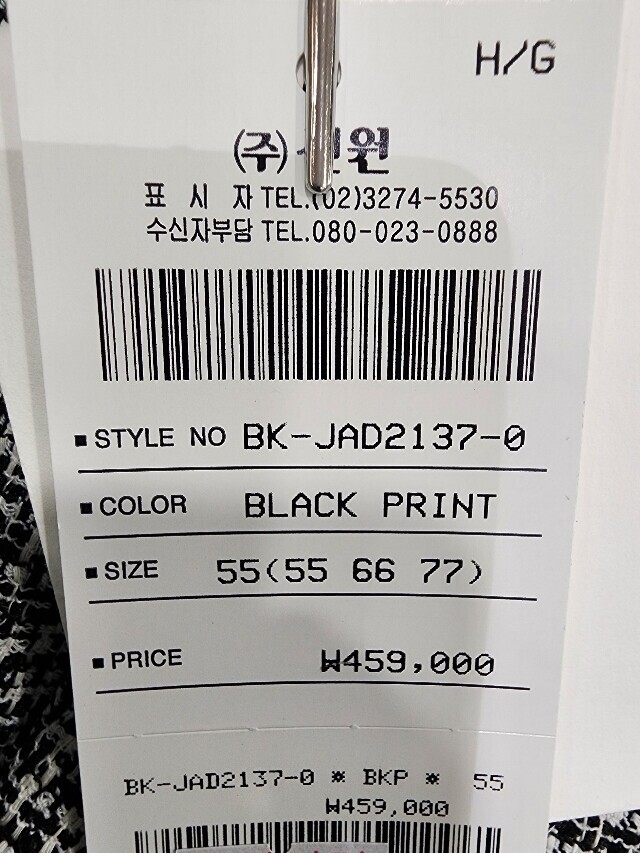 H/G
(주) 원
표 시 자 TEL.(02)3274-5530
수신자부담 TEL.080-023-0888
■ STYLE NO BK-JAD2137-0
■ COLOR BLACK PRINT
■ SIZE 55(55 66 77)
■ PRICE ₩459,000
BK-JAD2137-0 * BKP * 55
₩459,000